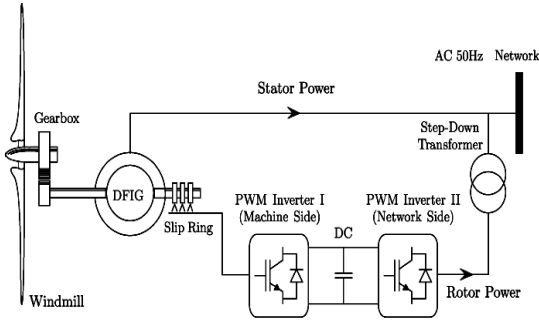 AC 50Hz Network
Stator Power
Gearbox
Step-Down
Transformer
DFIG
PWM Inverter I
(Machine Side)
PWM Inverter II
(Network Side)
Slip Ring
DC
Rotor Power
Windmill